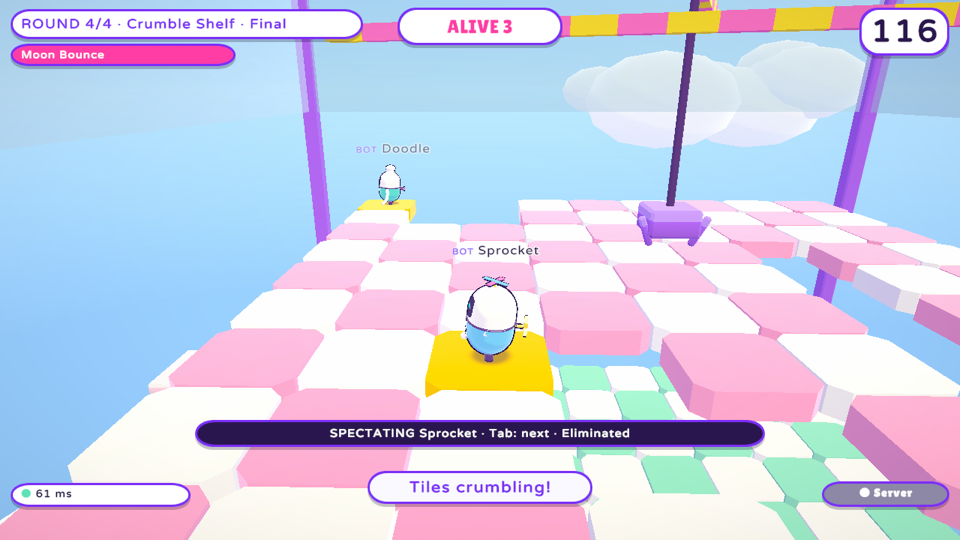 ROUND 4/4 · Crumble Shelf · Final
ALIVE 3
116
Moon Bounce
BOT Doodle
BOT Sprocket
SPECTATING Sprocket · Tab: next · Eliminated
Tiles crumbling!
61 ms
Server